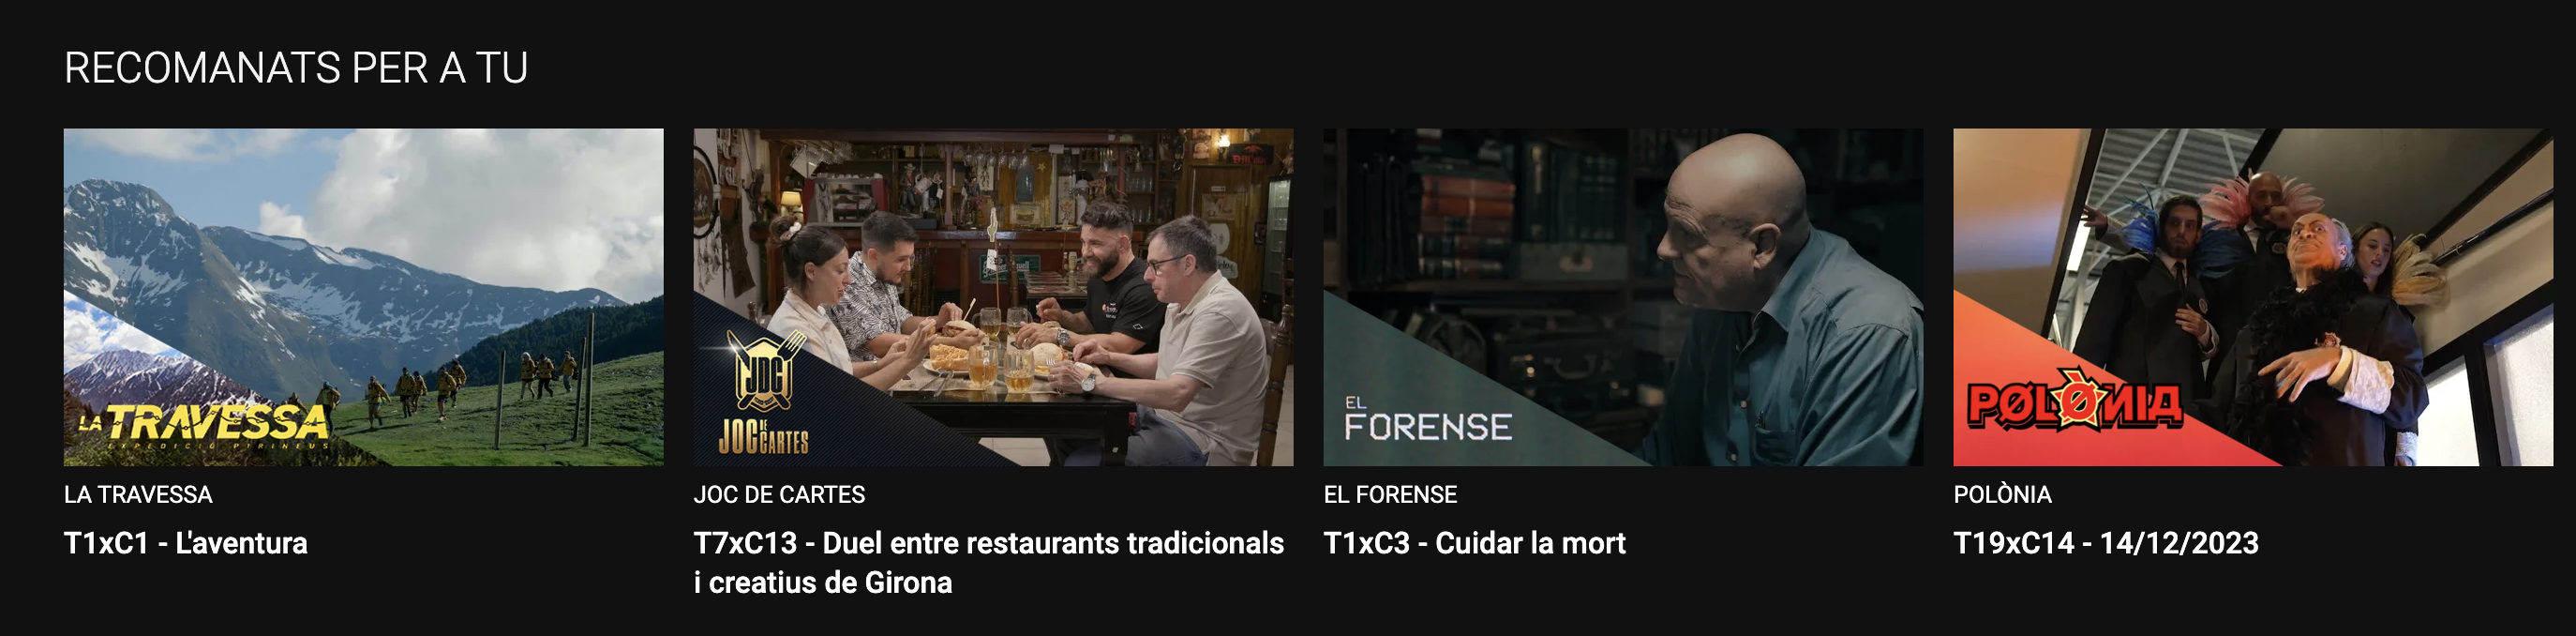 RECOMANATS PER A TU
LA TRAVESSA
EXPEDICIÓ PIRINEUS
LA TRAVESSA
T1xC1 - L'aventura
JDC
JOC DE CARTES
JOC DE CARTES
T7xC13 - Duel entre restaurants tradicionals
i creatius de Girona
EL
FORENSE
EL FORENSE
T1xC3 - Cuidar la mort
POLÒNIA
POLÒNIA
T19xC14 - 14/12/2023